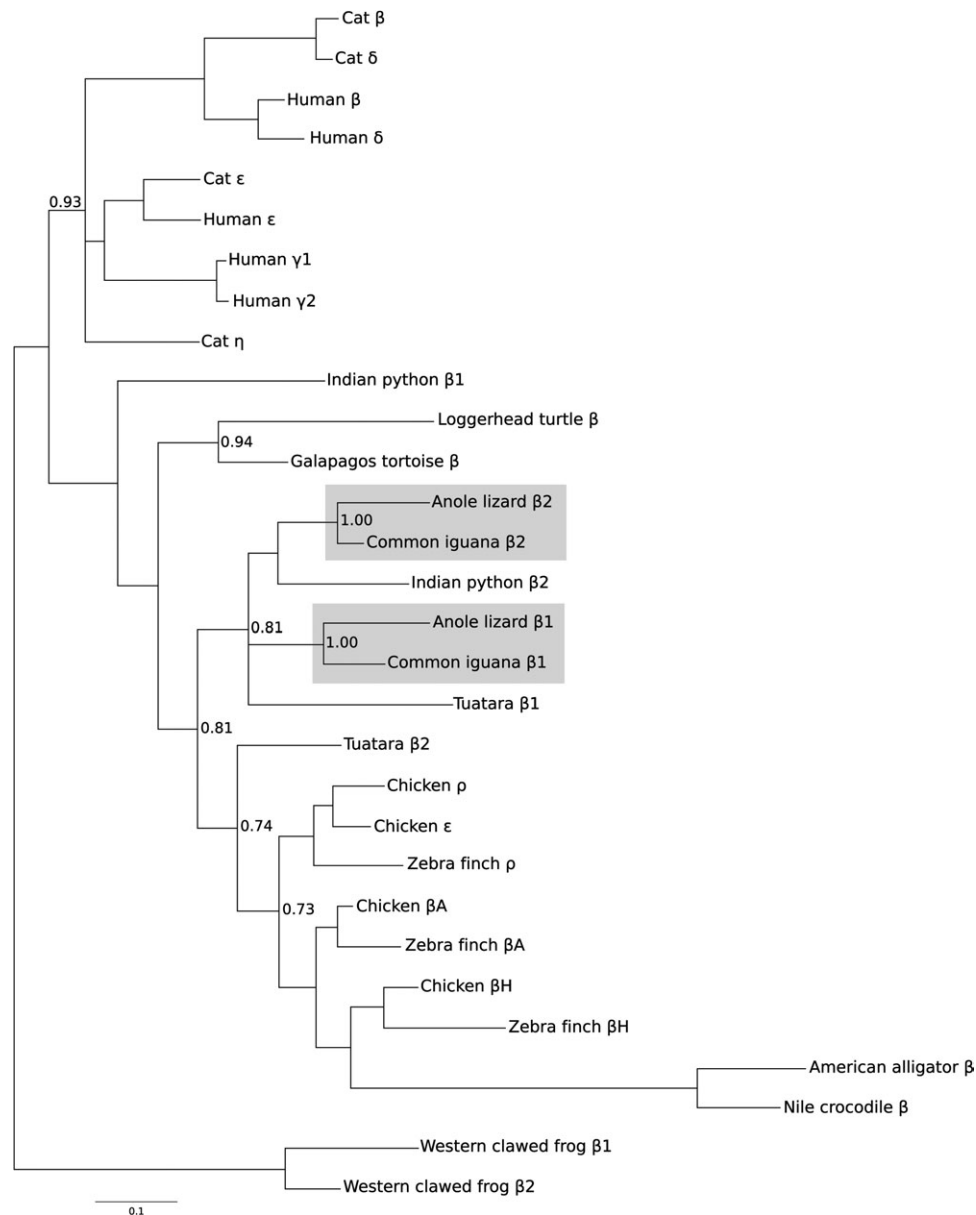 Cat β
Cat δ
Human β
Human δ
Cat ε
0.93
Human ε
Human γ1
Human γ2
Cat η
Indian python β1
Loggerhead turtle β
0.94
Galapagos tortoise β
Anole lizard β2
1.00
Common iguana β2
Indian python β2
Anole lizard β1
0.81
1.00
Common iguana β1
Tuatara β1
0.81
Tuatara β2
Chicken ρ
0.74
Chicken ε
Zebra finch ρ
Chicken βA
0.73
Zebra finch βA
Chicken βH
Zebra finch βH
American alligator β
Nile crocodile β
Western clawed frog β1
Western clawed frog β2
0.1